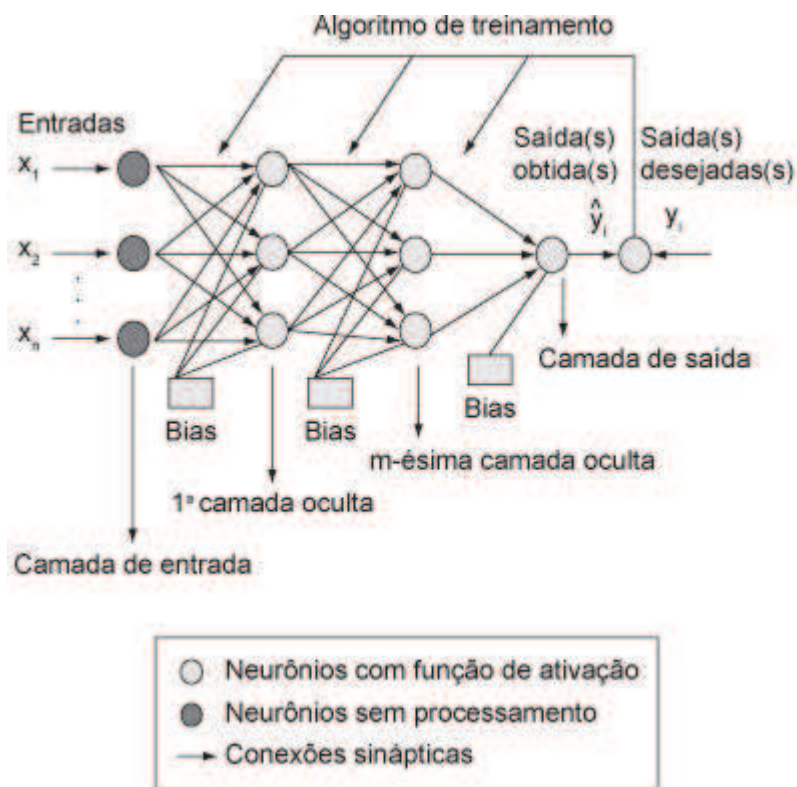 Algoritmo de treinamento
Entradas
Saída(s)
obtida(s)
Saída(s)
desejadas(s)
x1
x2
xn
ŷi
yi
Camada de saída
Bias
Bias
Bias
m-ésima camada oculta
1ª camada oculta
Camada de entrada
Neurônios com função de ativação
Neurônios sem processamento
Conexões sinápticas